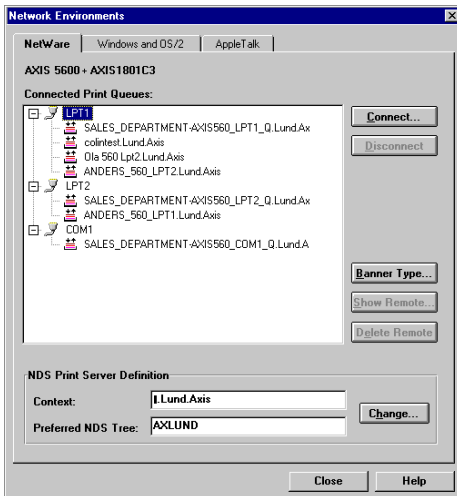 Network Environments
NetWare
Windows and OS/2
AppleTalk
AXIS 5600+ AXIS1801C3
Connected Print Queues:
LPT1
SALES_DEPARTMENT-AXIS560_LPT1_Q.Lund.Ax
colintest.Lund.Axis
Ola 560 Lpt2.Lund.Axis
ANDERS_560_LPT2.Lund.Axis
LPT2
SALES_DEPARTMENT-AXIS560_LPT2_Q.Lund.Ax
ANDERS_560_LPT1.Lund.Axis
COM1
SALES_DEPARTMENT-AXIS560_COM1_Q.Lund.A
Connect...
Disconnect
Banner Type...
Show Remote...
Delete Remote
NDS Print Server Definition
Context:
.Lund.Axis
Change...
Preferred NDS Tree:
AXLUND
Close
Help